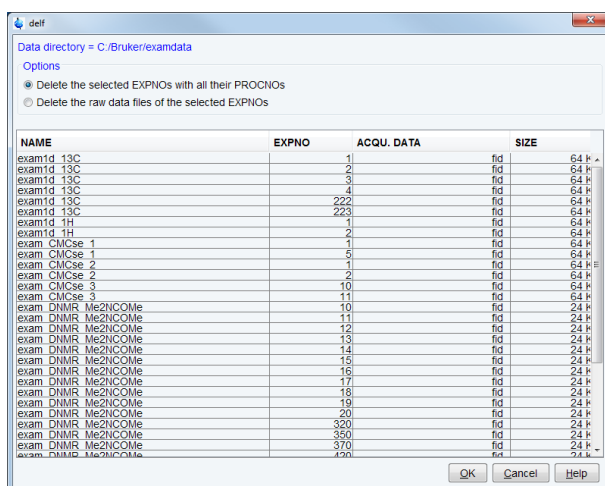 delf
Data directory = C:/Bruker/examdata
Options
Delete the selected EXPNOs with all their PROCNOs
Delete the raw data files of the selected EXPNOs
NAME EXPNO ACQU. DATA SIZE
exam1d_13C 1 fid 64 K
exam1d_13C 2 fid 64 K
exam1d_13C 3 fid 64 K
exam1d_13C 4 fid 64 K
exam1d_13C 222 fid 64 K
exam1d_13C 223 fid 64 K
exam1d_1H 1 fid 64 K
exam1d_1H 2 fid 64 K
exam_CMCse_1 1 fid 64 K
exam_CMCse_1 5 fid 64 K
exam_CMCse_2 1 fid 64 K
exam_CMCse_2 2 fid 64 K
exam_CMCse_3 10 fid 64 K
exam_CMCse_3 11 fid 64 K
exam_DNMR_Me2NCOMe 10 fid 24 K
exam_DNMR_Me2NCOMe 11 fid 24 K
exam_DNMR_Me2NCOMe 12 fid 24 K
exam_DNMR_Me2NCOMe 13 fid 24 K
exam_DNMR_Me2NCOMe 14 fid 24 K
exam_DNMR_Me2NCOMe 15 fid 24 K
exam_DNMR_Me2NCOMe 16 fid 24 K
exam_DNMR_Me2NCOMe 17 fid 24 K
exam_DNMR_Me2NCOMe 18 fid 24 K
exam_DNMR_Me2NCOMe 19 fid 24 K
exam_DNMR_Me2NCOMe 20 fid 24 K
exam_DNMR_Me2NCOMe 320 fid 24 K
exam_DNMR_Me2NCOMe 350 fid 24 K
exam_DNMR_Me2NCOMe 370 fid 24 K
exam_DNMR_Me2NCOMe 420 fid 24 K
OK Cancel Help